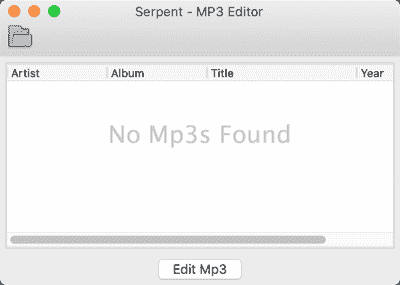 Serpent - MP3 Editor
Artist Album Title Year
No Mp3s Found
Edit Mp3